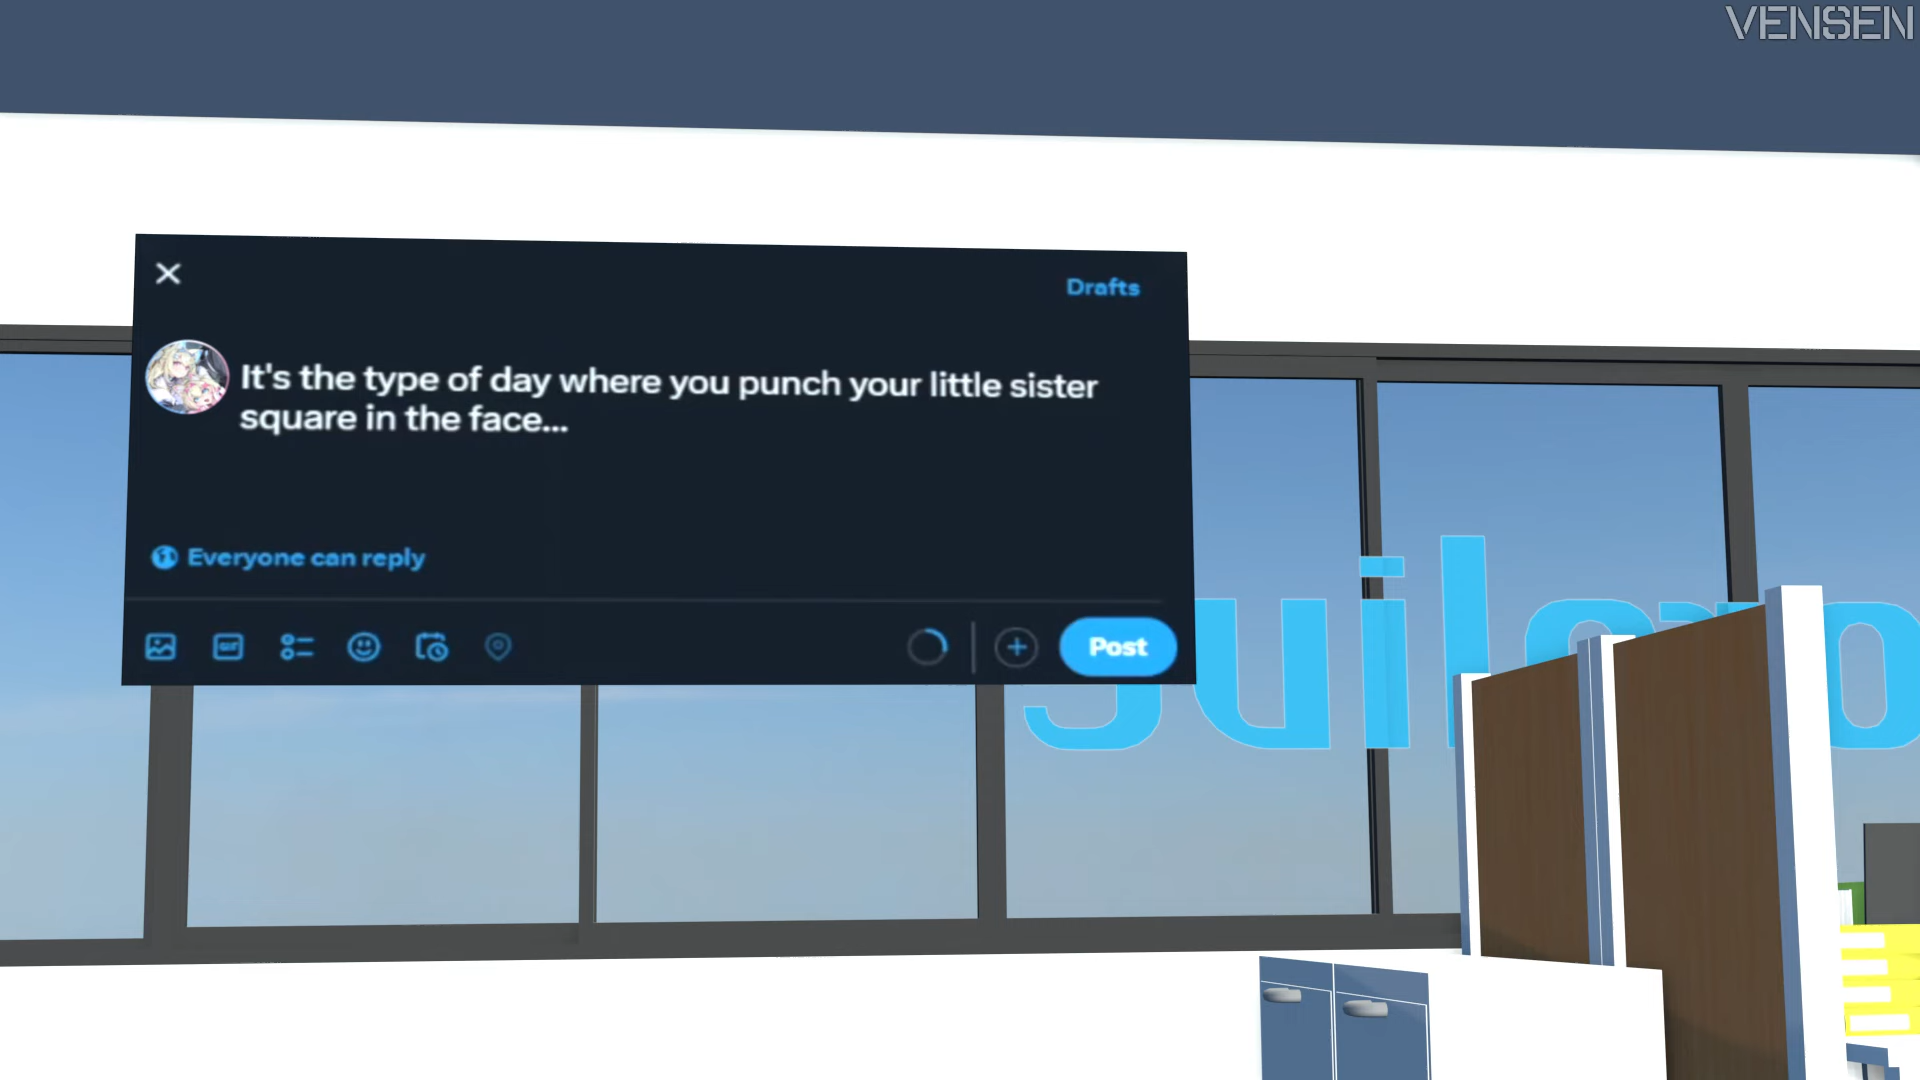 VENSEN
Drafts
It's the type of day where you punch your little sister
square in the face...
Everyone can reply
GIF
Post